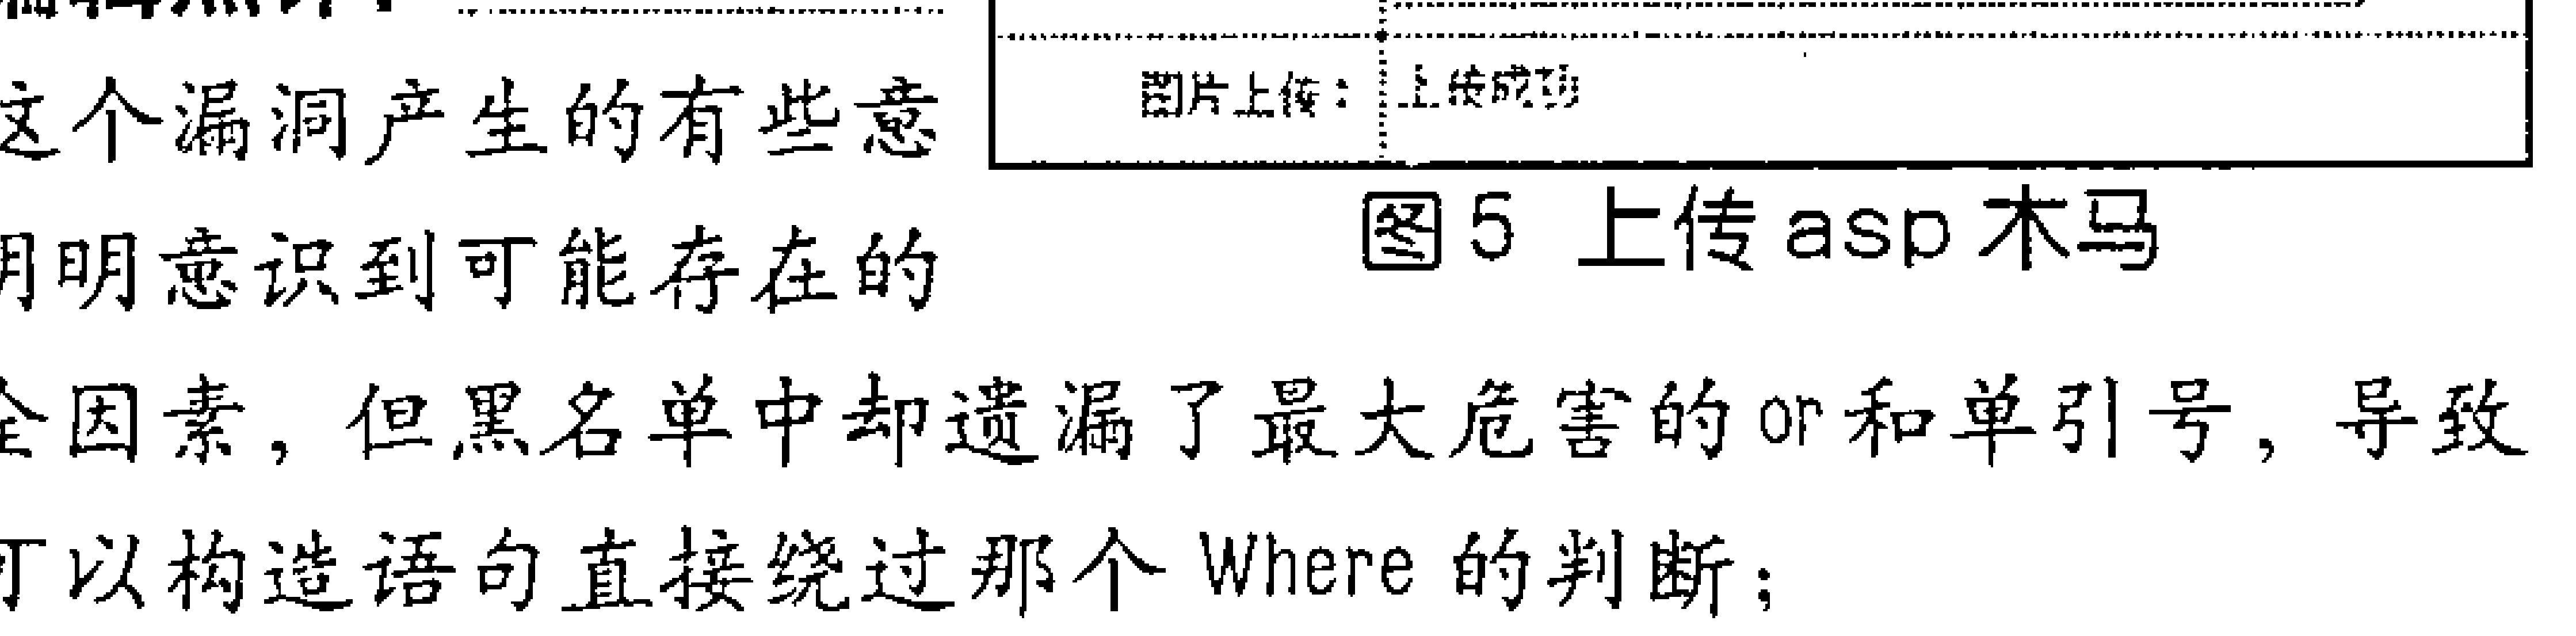 这个漏洞产生的有些意
明明意识到可能存在的
全因素，但黑名单中却遗漏了最大危害的or和单引号，导致
可以构造语句直接绕过那个 Where 的判断；
图片上传： 上传成功
图5 上传asp木马